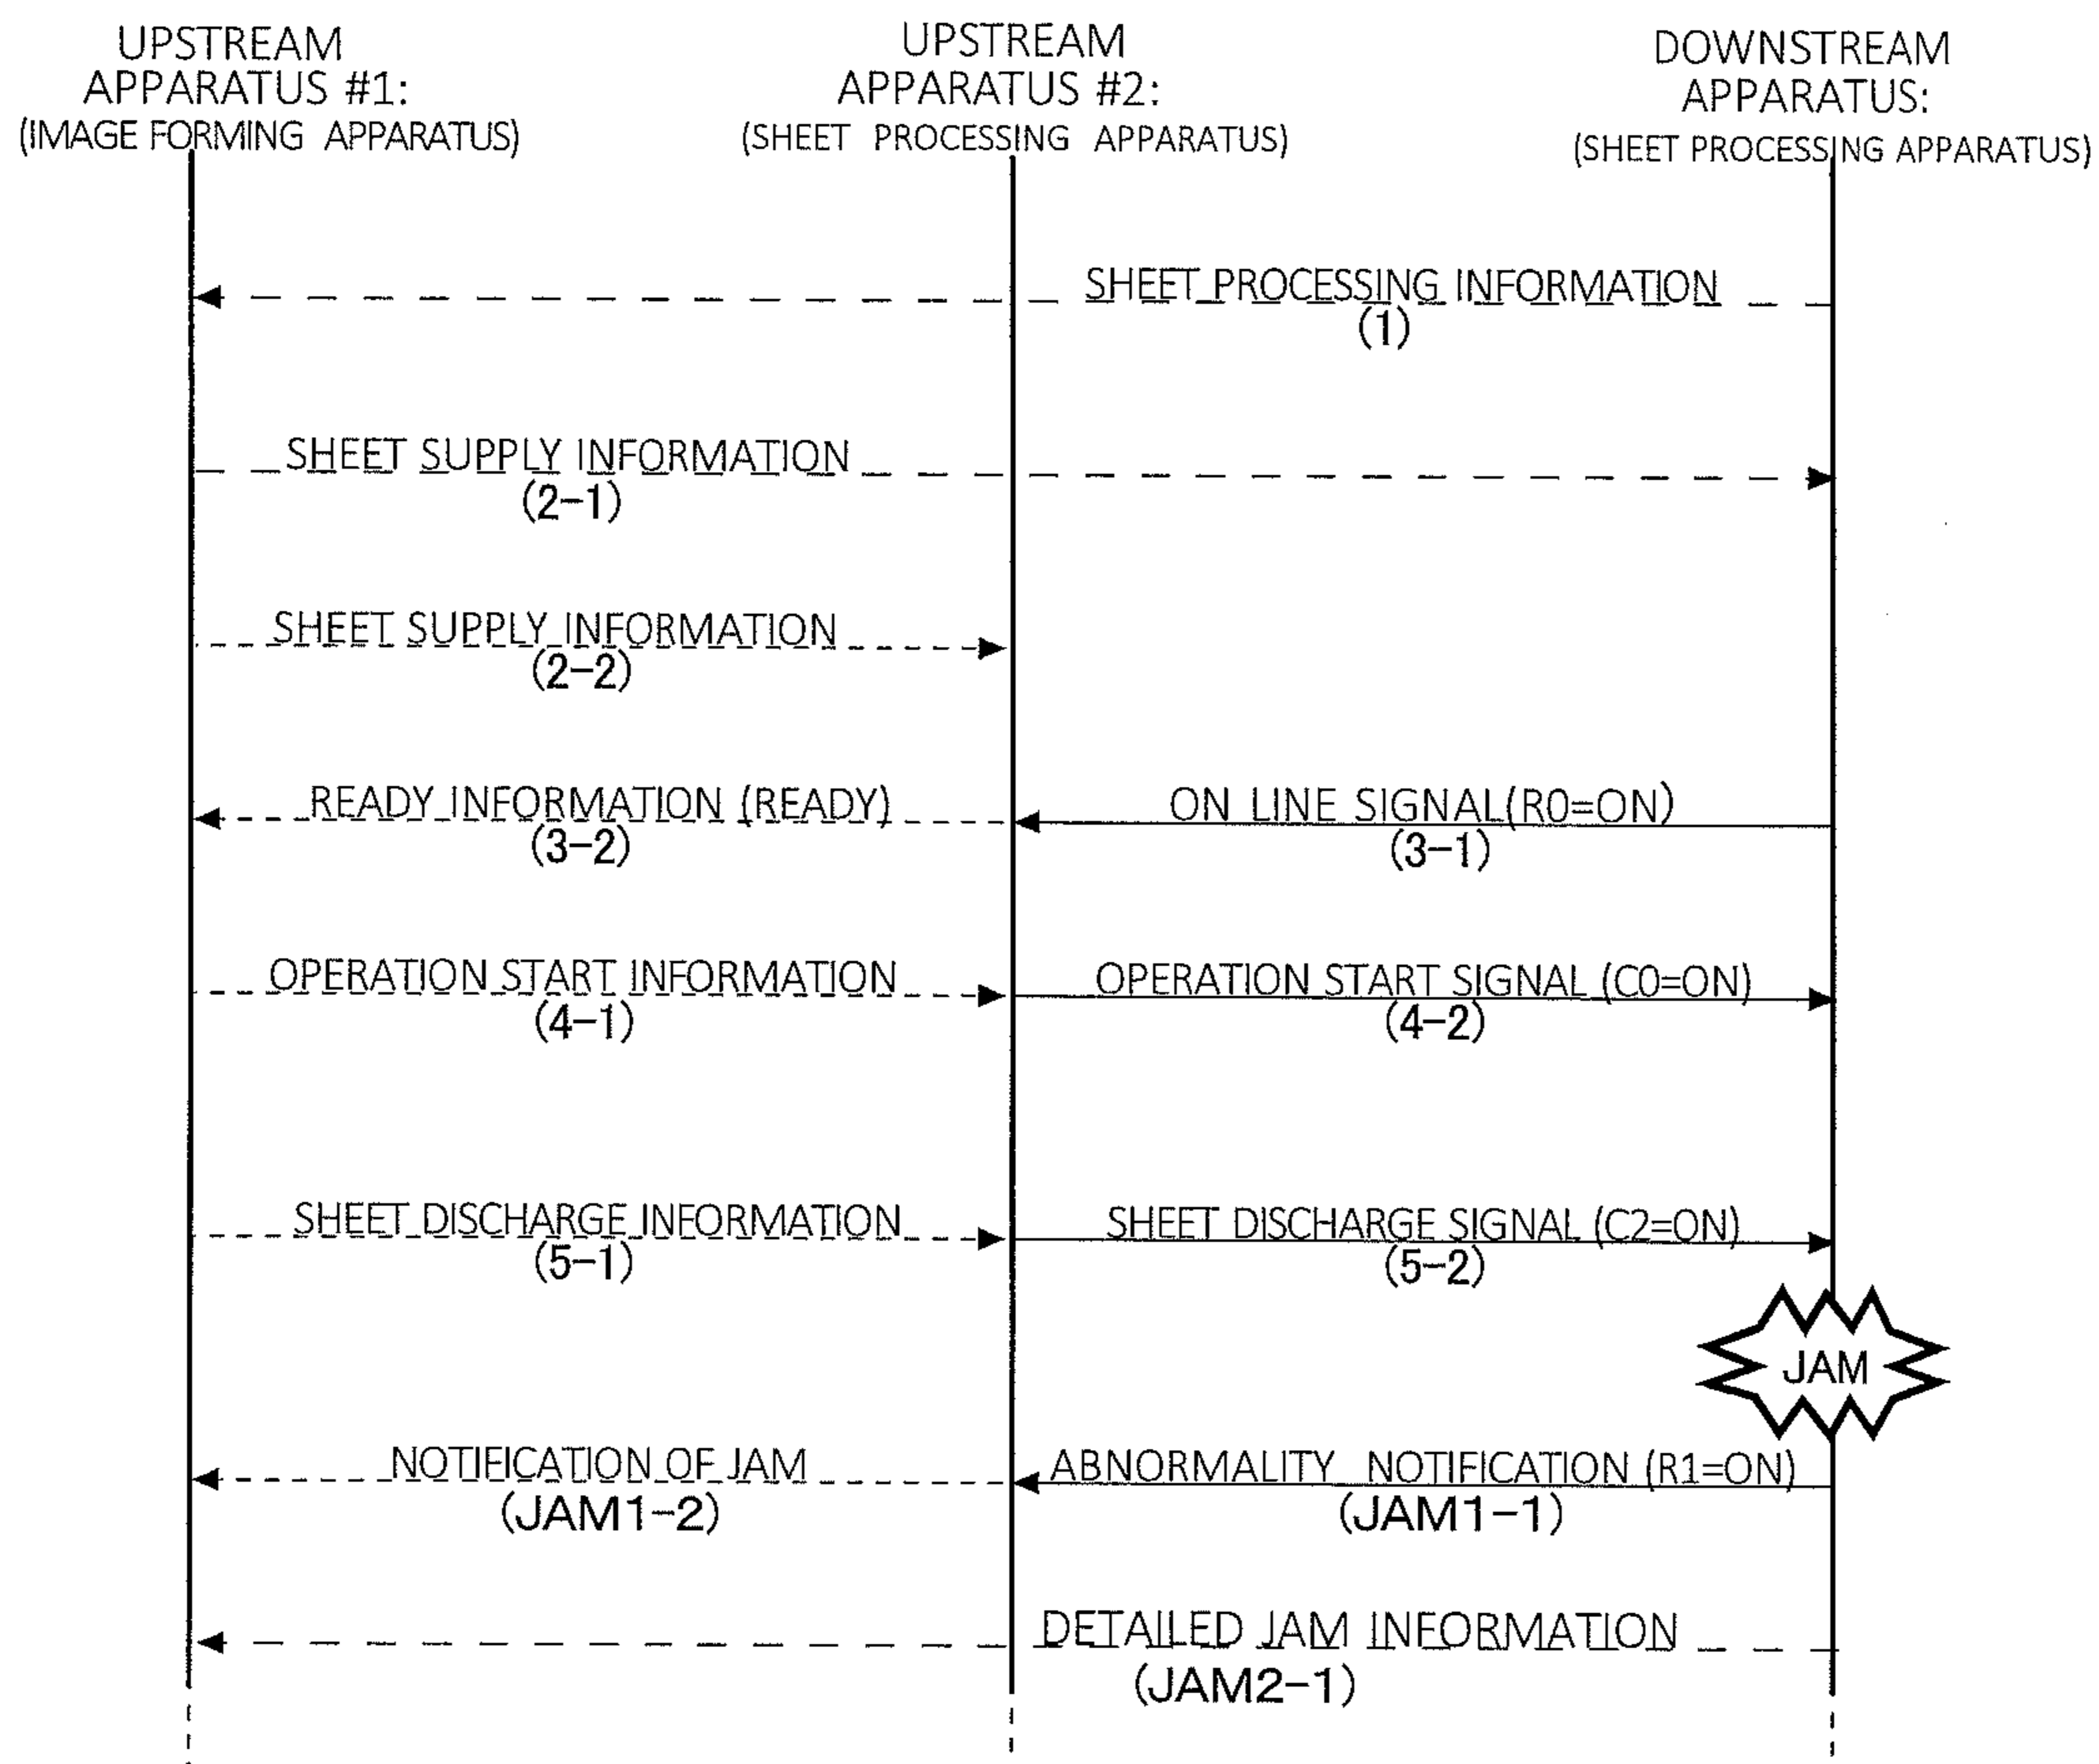 UPSTREAM
APPARATUS #1:
(IMAGE FORMING APPARATUS)
UPSTREAM
APPARATUS #2:
(SHEET PROCESSING APPARATUS)
DOWNSTREAM
APPARATUS:
(SHEET PROCESSING APPARATUS)
SHEET PROCESSING INFORMATION
(1)
SHEET SUPPLY INFORMATION
(2-1)
SHEET SUPPLY INFORMATION
(2-2)
READY INFORMATION (READY)
(3-2)
ON LINE SIGNAL(R0=ON)
(3-1)
OPERATION START INFORMATION
(4-1)
OPERATION START SIGNAL (C0=ON)
(4-2)
SHEET DISCHARGE INFORMATION
(5-1)
SHEET DISCHARGE SIGNAL (C2=ON)
(5-2)
JAM
NOTIFICATION OF JAM
(JAM1-2)
ABNORMALITY NOTIFICATION (R1=ON)
(JAM1-1)
DETAILED JAM INFORMATION
(JAM2-1)